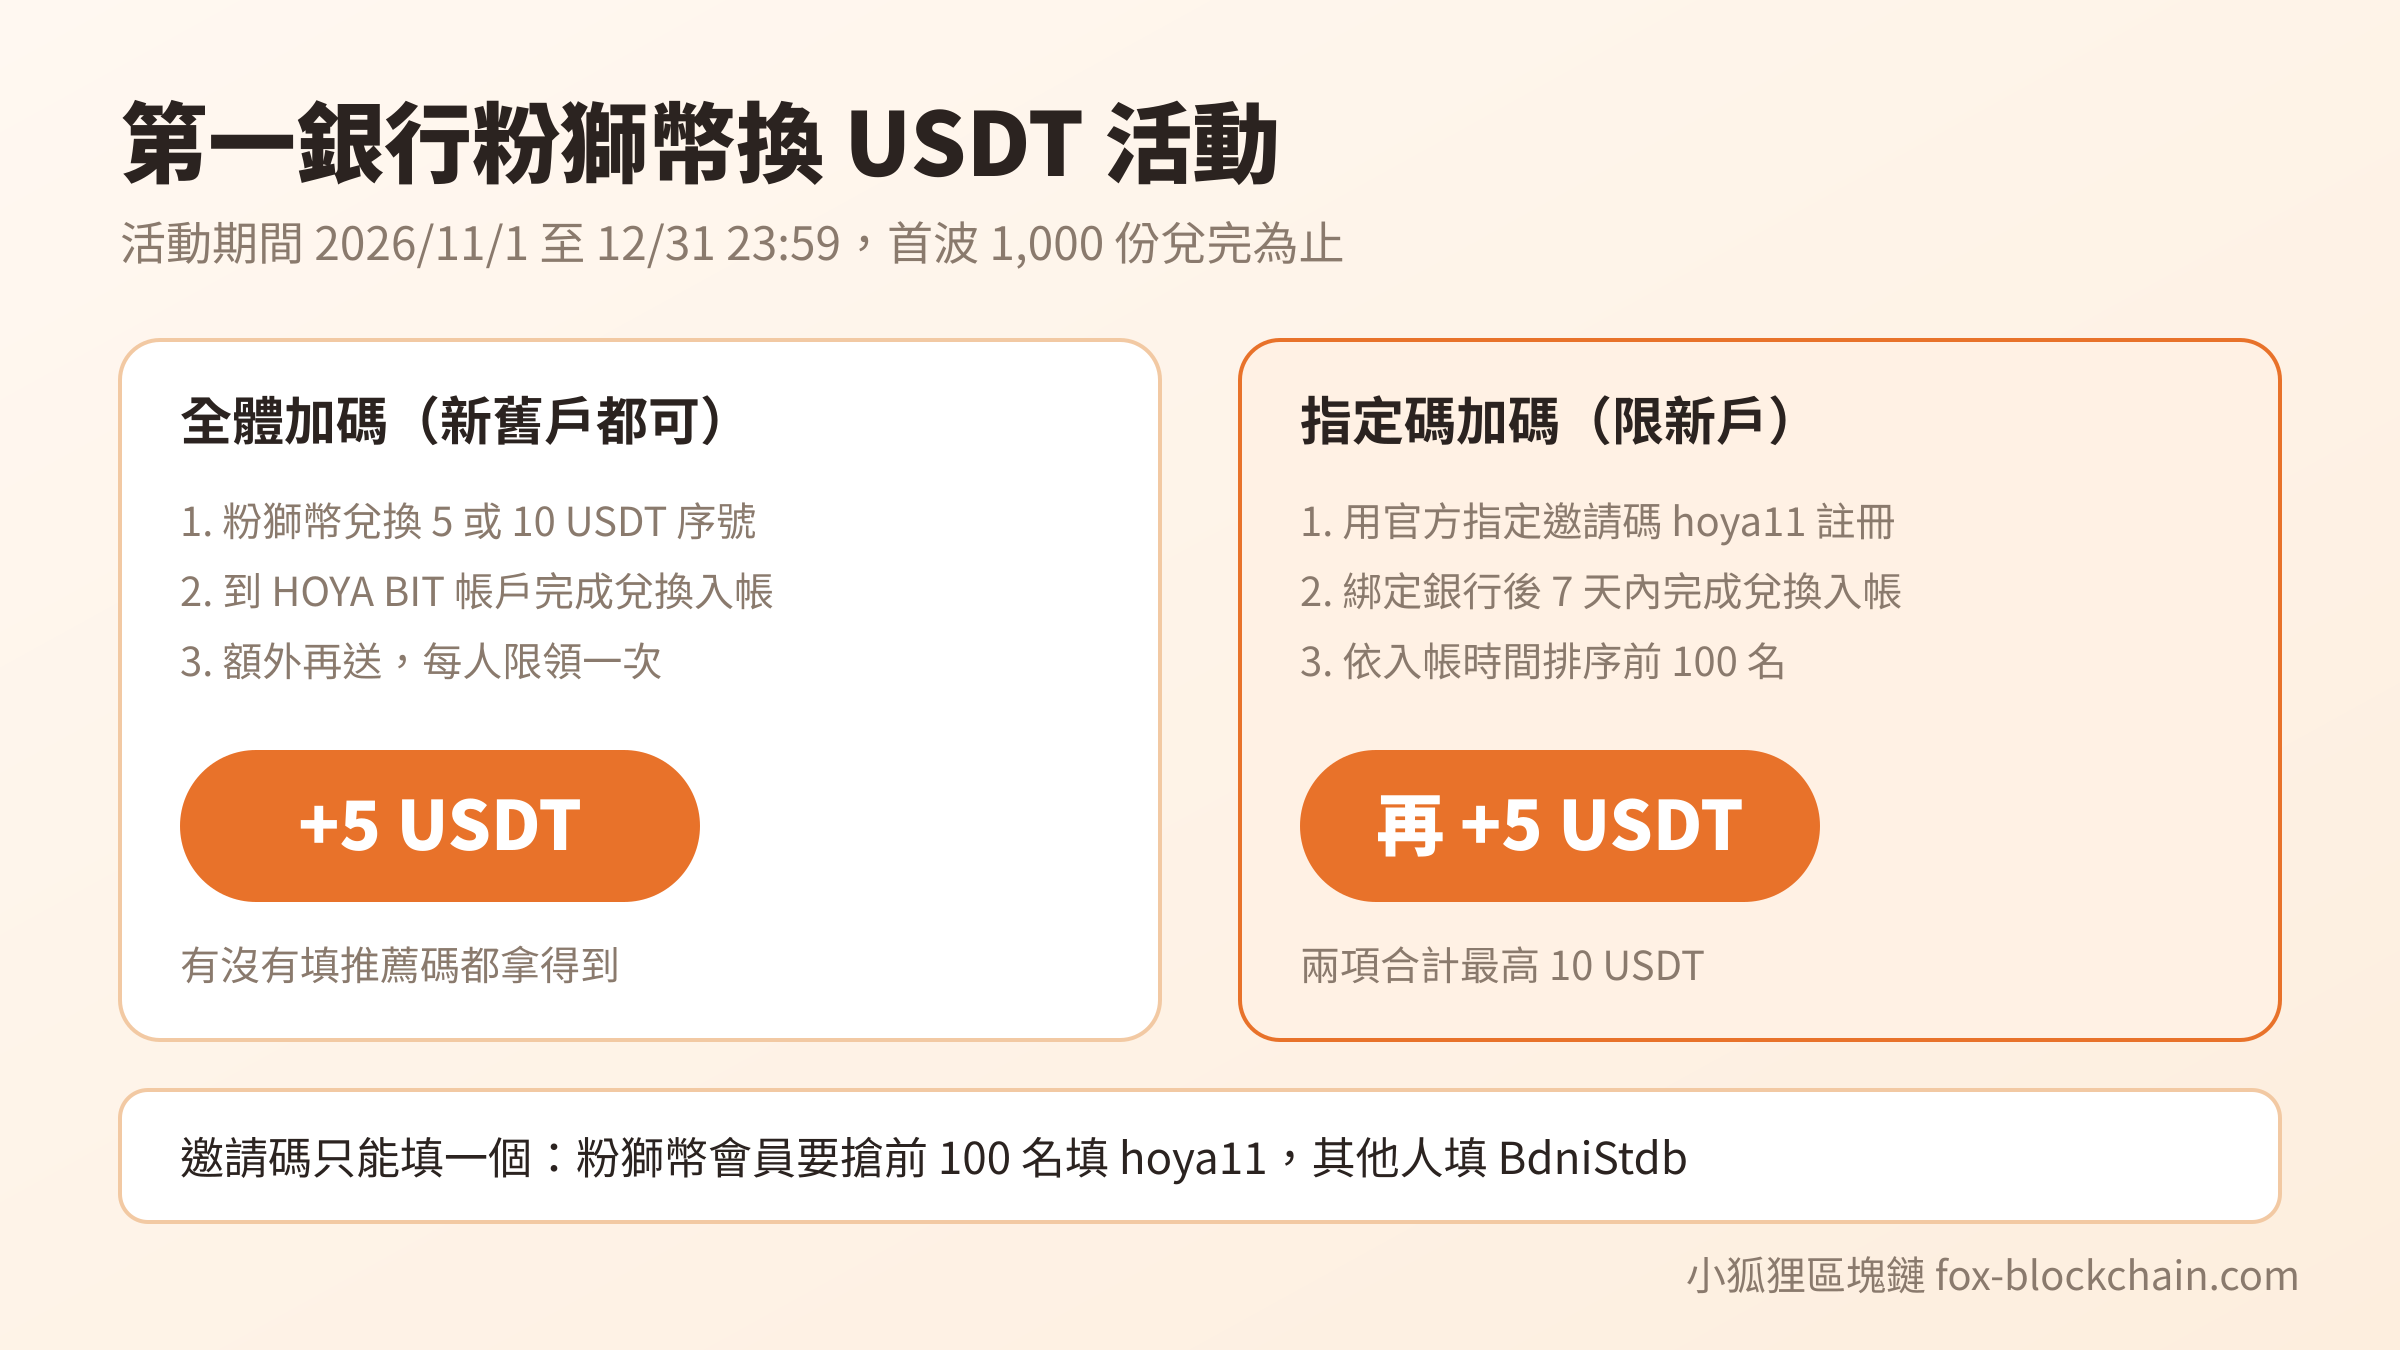 第一銀行粉獅幣換 USDT 活動
活動期間 2026/11/1 至 12/31 23:59，首波 1,000 份兌完為止
全體加碼（新舊戶都可）
1. 粉獅幣兌換 5 或 10 USDT 序號
2. 到 HOYA BIT 帳戶完成兌換入帳
3. 額外再送，每人限領一次
+5 USDT
有沒有填推薦碼都拿得到
指定碼加碼（限新戶）
1. 用官方指定邀請碼 hoya11 註冊
2. 綁定銀行後 7 天內完成兌換入帳
3. 依入帳時間排序前 100 名
再 +5 USDT
兩項合計最高 10 USDT
邀請碼只能填一個：粉獅幣會員要搶前 100 名填 hoya11，其他人填 BdniStdb
小狐狸區塊鏈 fox-blockchain.com